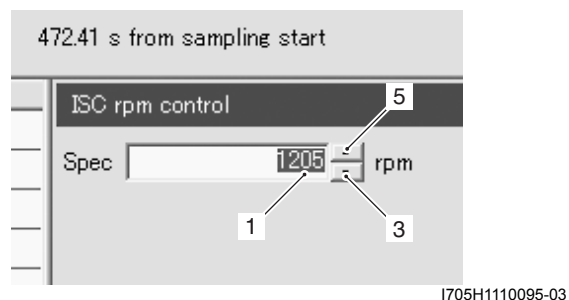 472.41 s from sampling start
ISC rpm control
5
Spec 1205 rpm
1
3
I705H1110095-03